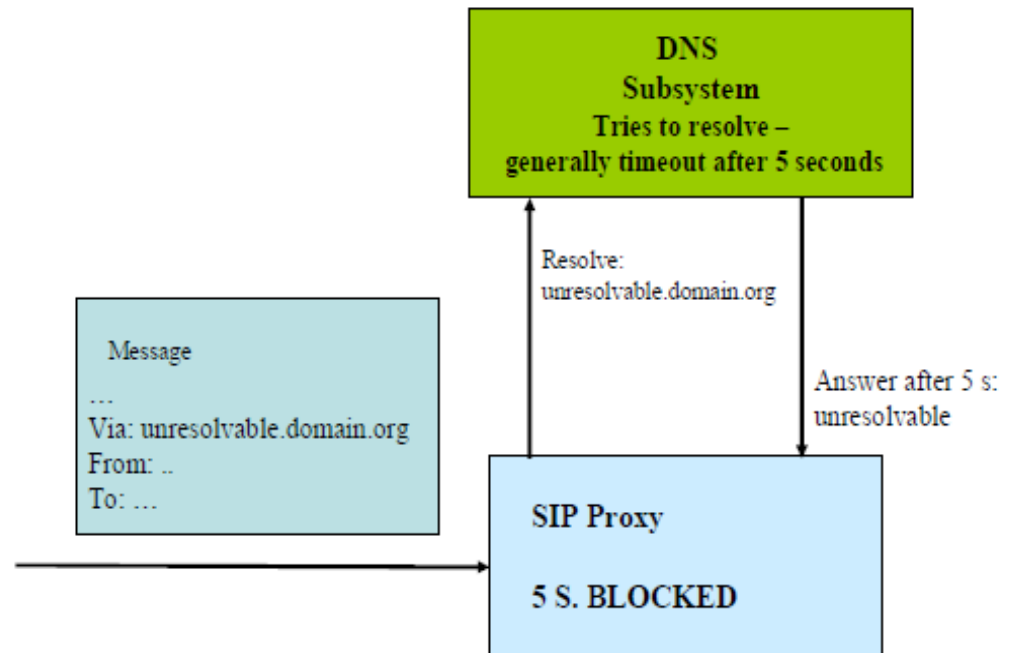 DNS
Subsystem
Tries to resolve –
generally timeout after 5 seconds
Resolve:
unresolvable.domain.org
Message
…
Via: unresolvable.domain.org
From: ..
To: …
Answer after 5 s:
unresolvable
SIP Proxy
5 S. BLOCKED